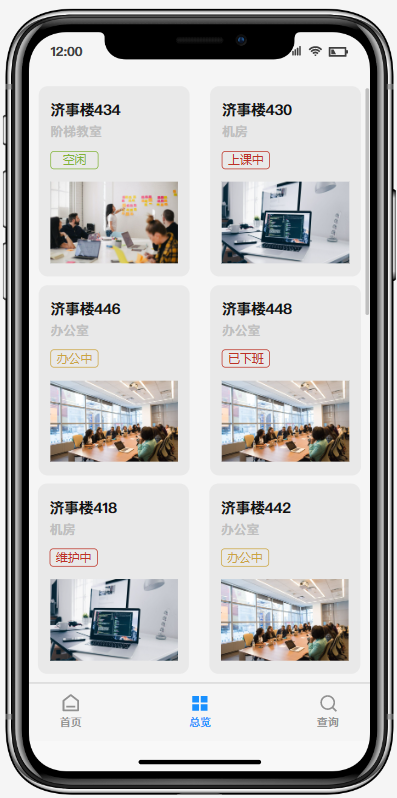 12:00
济事楼434
阶梯教室
空闲
济事楼430
机房
上课中
济事楼446
办公室
办公中
济事楼448
办公室
已下班
济事楼418
机房
维护中
济事楼442
办公室
办公中
首页
总览
查询